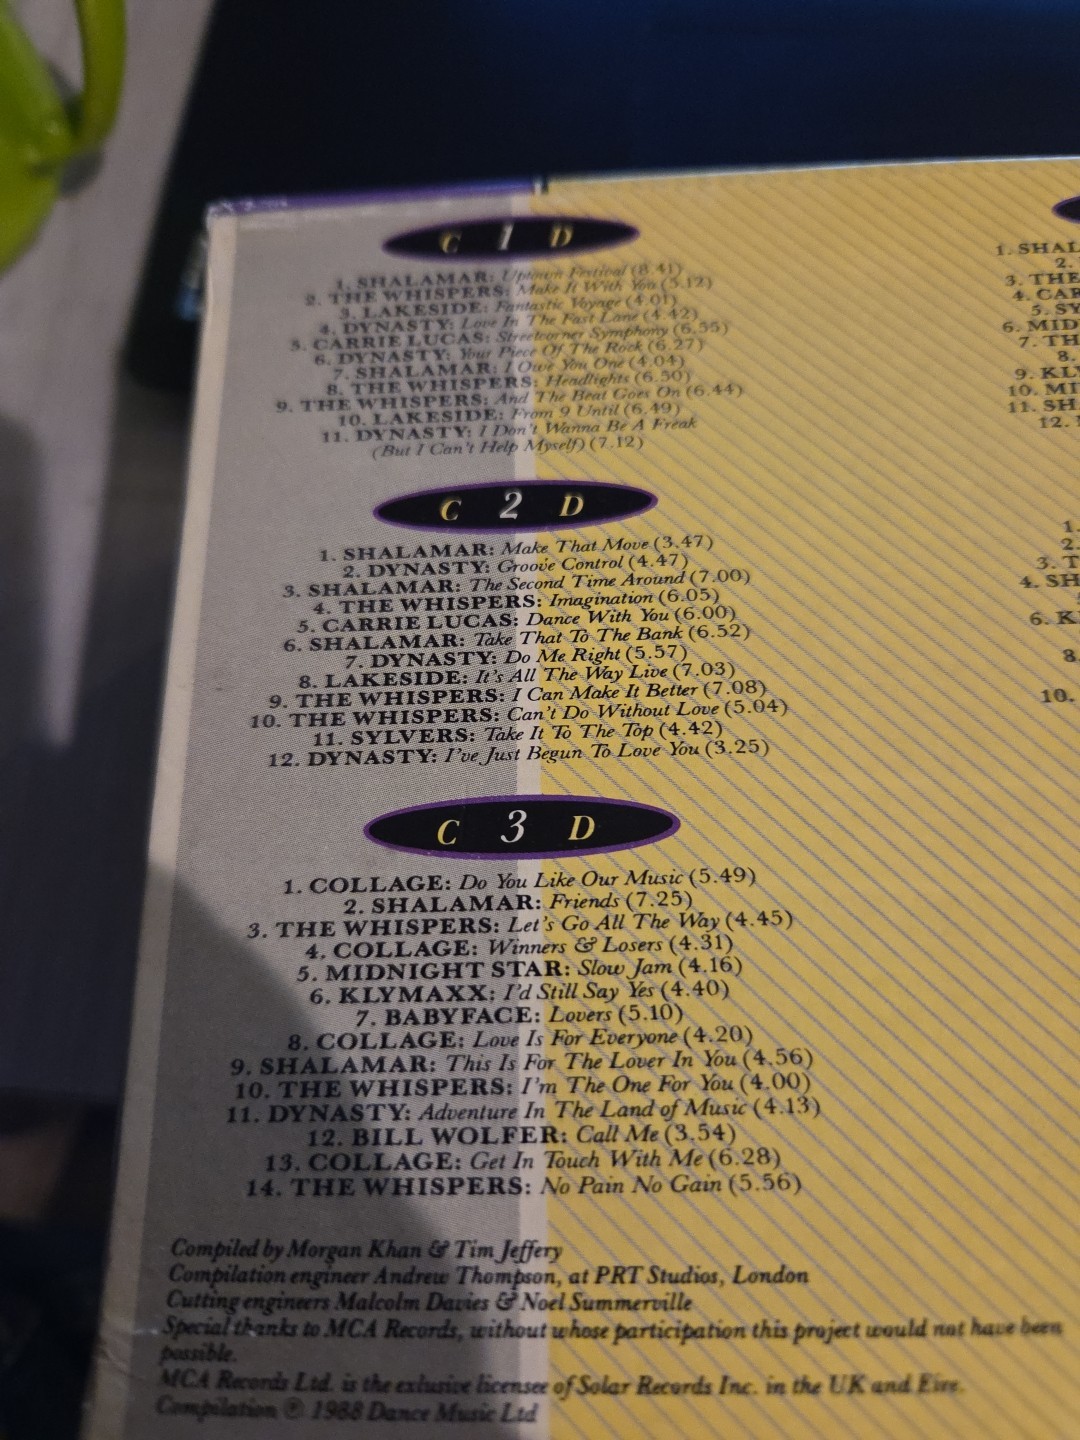 C 1 D
1. SHALAMAR: Uptown Festival (8.41)
2. THE WHISPERS: Make It With You (5.12)
3. LAKESIDE: Fantastic Voyage (4.01)
4. DYNASTY: Love In The Fast Lane (4.42)
5. CARRIE LUCAS: Streetcorner Symphony (6.55)
6. DYNASTY: Your Piece Of The Rock (6.27)
7. SHALAMAR: I Owe You One (4.04)
8. THE WHISPERS: Headlights (6.50)
9. THE WHISPERS: And The Beat Goes On (6.44)
10. LAKESIDE: From 9 Until (6.49)
11. DYNASTY: I Don't Wanna Be A Freak
(But I Can't Help Myself) (7.12)
C 2 D
1. SHALAMAR: Make That Move (3.47)
2. DYNASTY: Groove Control (4.47)
3. SHALAMAR: The Second Time Around (7.00)
4. THE WHISPERS: Imagination (6.05)
5. CARRIE LUCAS: Dance With You (6.00)
6. SHALAMAR: Take That To The Bank (6.52)
7. DYNASTY: Do Me Right (5.57)
8. LAKESIDE: It's All The Way Live (7.03)
9. THE WHISPERS: I Can Make It Better (7.08)
10. THE WHISPERS: Can't Do Without Love (5.04)
11. SYLVERS: Take It To The Top (4.42)
12. DYNASTY: I've Just Begun To Love You (3.25)
C 3 D
1. COLLAGE: Do You Like Our Music (5.49)
2. SHALAMAR: Friends (7.25)
3. THE WHISPERS: Let's Go All The Way (4.45)
4. COLLAGE: Winners & Losers (4.31)
5. MIDNIGHT STAR: Slow Jam (4.16)
6. KLYMAXX: I'd Still Say Yes (4.40)
7. BABYFACE: Lovers (5.10)
8. COLLAGE: Love Is For Everyone (4.20)
9. SHALAMAR: This Is For The Lover In You (4.56)
10. THE WHISPERS: I'm The One For You (4.00)
11. DYNASTY: Adventure In The Land of Music (4.13)
12. BILL WOLFER: Call Me (3.54)
13. COLLAGE: Get In Touch With Me (6.28)
14. THE WHISPERS: No Pain No Gain (5.56)
Compiled by Morgan Khan & Tim Jeffery
Compilation engineer Andrew Thompson, at PRT Studios, London
Cutting engineers Malcolm Davies & Noel Summerville
Special thanks to MCA Records, without whose participation this project would not have been
possible.
MCA Records Ltd. is the exlusive licensee of Solar Records Inc. in the UK and Eire.
Compilation ℗ 1988 Dance Music Ltd
1. SHAL
2.
3. THE
4. CAR
5. SY
6. MID
7. TH
8.
9. KLY
10. MI
11. SH
12.
1.
2.
3. T
4. SH
6. K
8.
10.